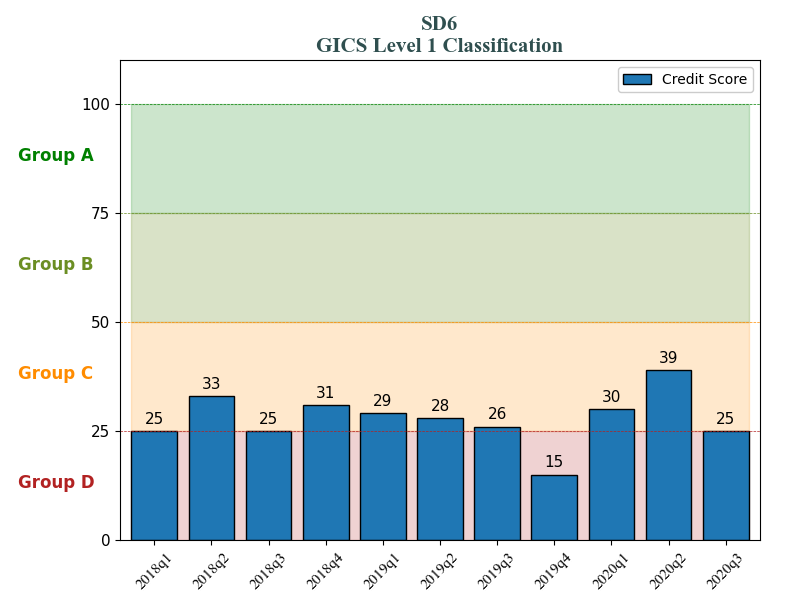 SD6
GICS Level 1 Classification
Credit Score
100
Group A
75
Group B
50
Group C
39
33
31
30
29
28
26
25
25
25
25
15
Group D
0
2018q1
2018q2
2018q3
2018q4
2019q1
2019q2
2019q3
2019q4
2020q1
2020q2
2020q3